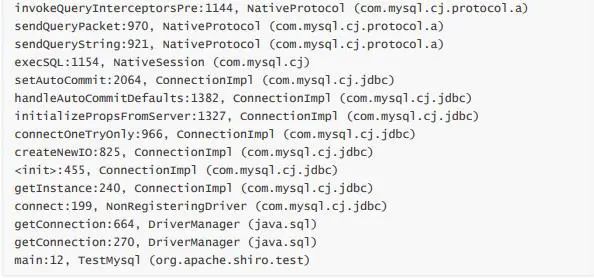 invokeQueryInterceptorsPre:1144, NativeProtocol (com.mysql.cj.protocol.a)
sendQueryPacket:970, NativeProtocol (com.mysql.cj.protocol.a)
sendQueryString:921, NativeProtocol (com.mysql.cj.protocol.a)
execSQL:1154, NativeSession (com.mysql.cj)
setAutoCommit:2064, ConnectionImpl (com.mysql.cj.jdbc)
handleAutoCommitDefaults:1382, ConnectionImpl (com.mysql.cj.jdbc)
initializePropsFromServer:1327, ConnectionImpl (com.mysql.cj.jdbc)
connectOneTryOnly:966, ConnectionImpl (com.mysql.cj.jdbc)
createNewIO:825, ConnectionImpl (com.mysql.cj.jdbc)
<init>:455, ConnectionImpl (com.mysql.cj.jdbc)
getInstance:240, ConnectionImpl (com.mysql.cj.jdbc)
connect:199, NonRegisteringDriver (com.mysql.cj.jdbc)
getConnection:664, DriverManager (java.sql)
getConnection:270, DriverManager (java.sql)
main:12, TestMysql (org.apache.shiro.test)